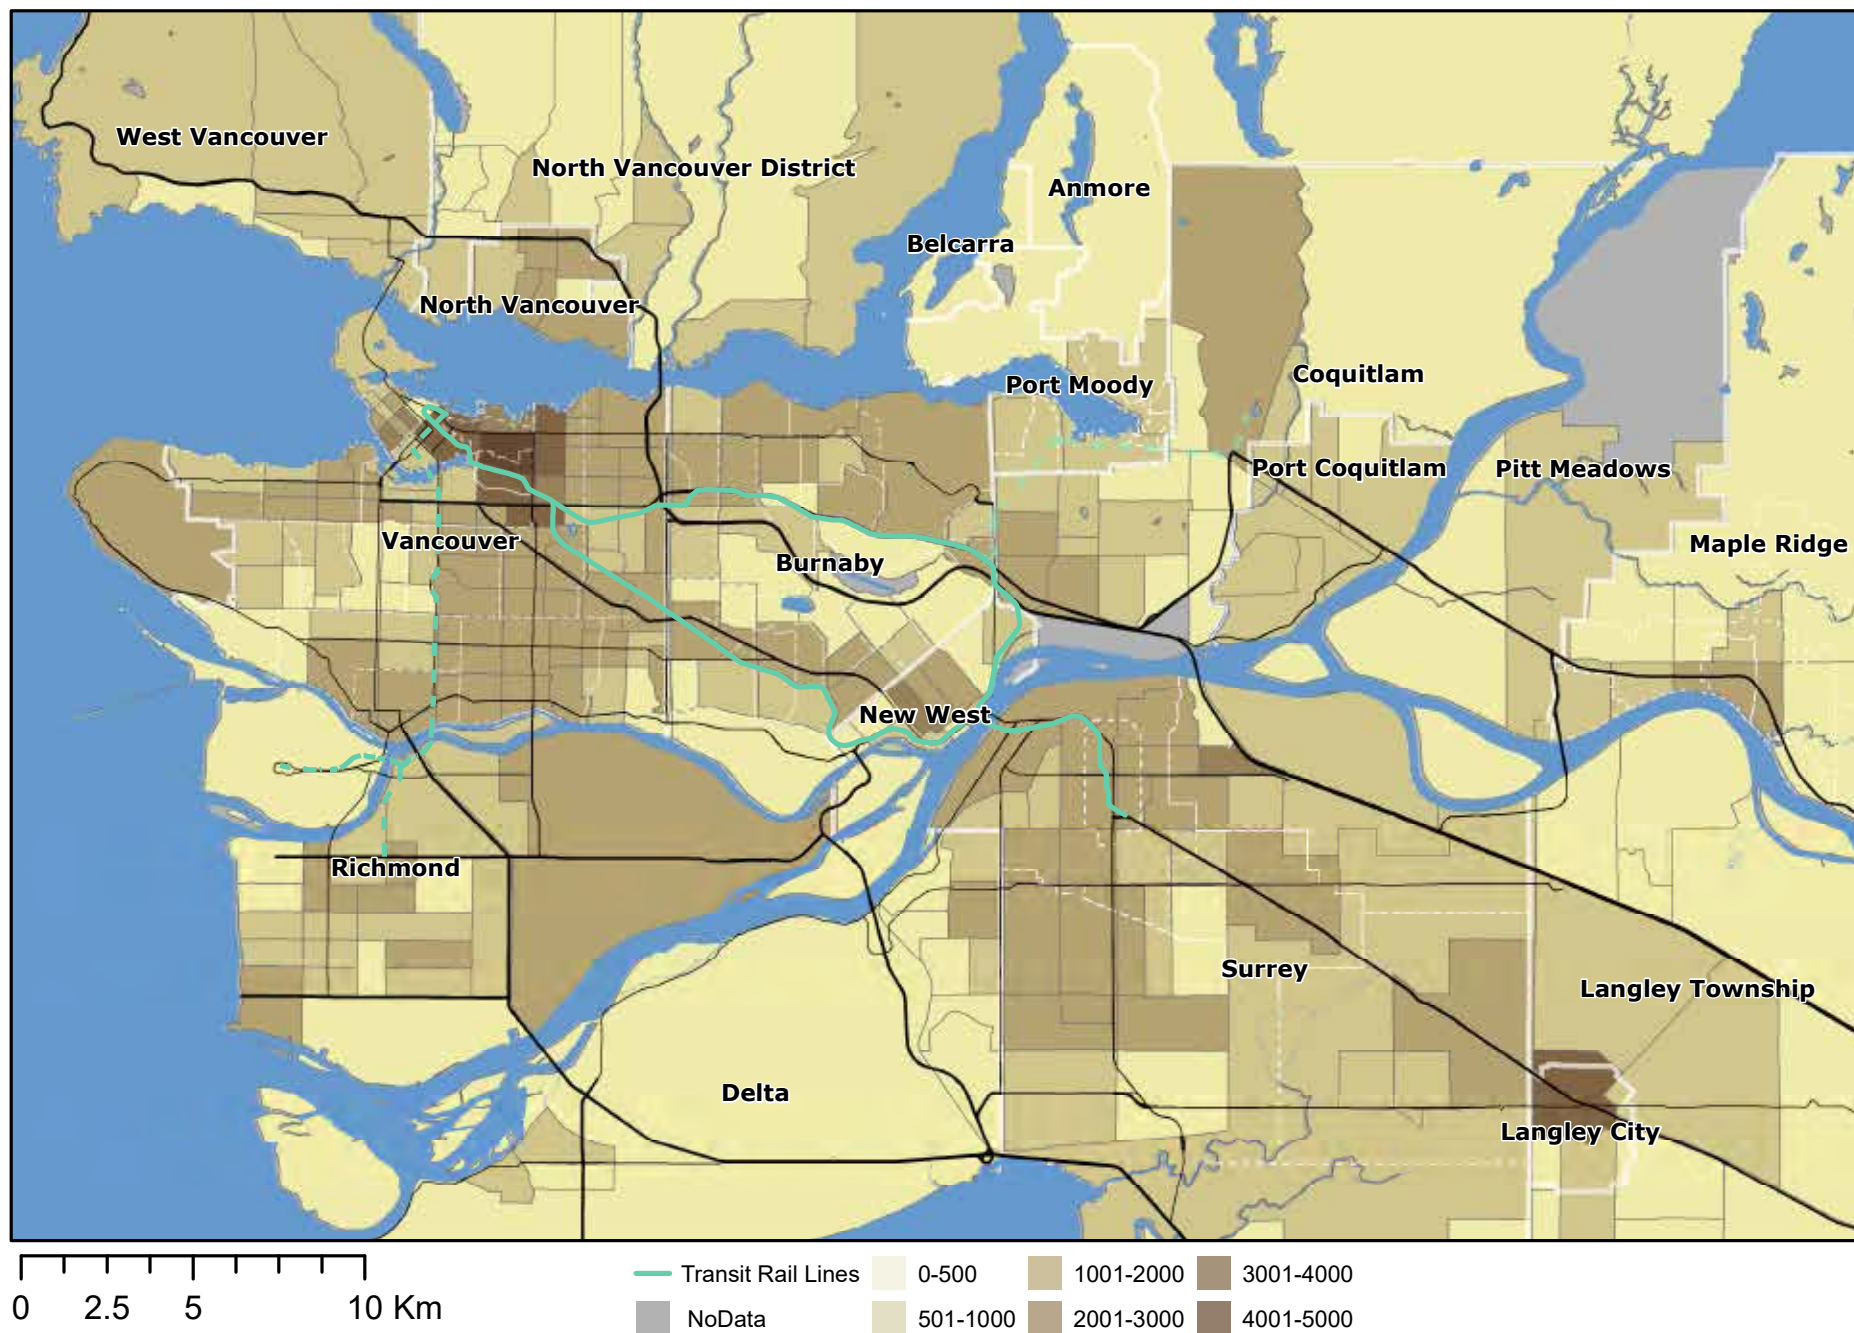 West Vancouver
North Vancouver District
Anmore
Belcarra
North Vancouver
Port Moody
Coquitlam
Port Coquitlam
Pitt Meadows
Vancouver
Burnaby
Maple Ridge
New West
Richmond
Surrey
Langley Township
Delta
Langley City
Transit Rail Lines
0-500
1001-2000
3001-4000
NoData
501-1000
2001-3000
4001-5000
0 2.5 5 10 Km